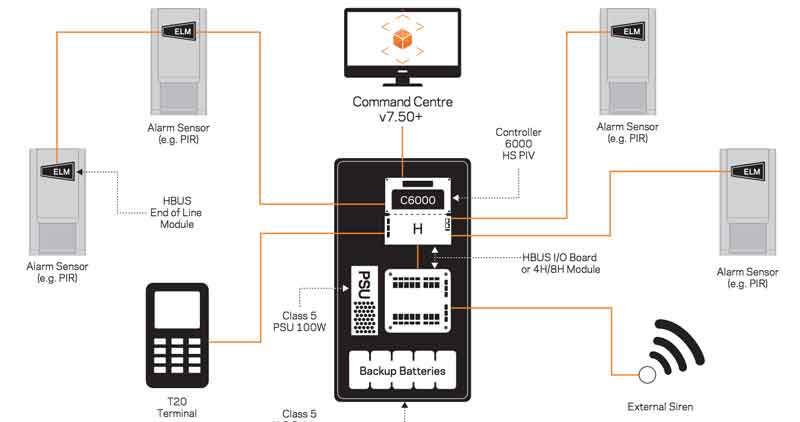 ELM
ELM
Command Centre
v7.50+
Alarm Sensor
(e.g. PIR)
Alarm Sensor
(e.g. PIR)
Controller
6000
HS PIV
ELM
ELM
C6000
H
HBUS
End of Line
Module
Alarm Sensor
(e.g. PIR)
HBUS I/O Board
or 4H/8H Module
Alarm Sensor
(e.g. PIR)
PSU
Class 5
PSU 100W
Backup Batteries
T20
Terminal
External Siren
Class 5